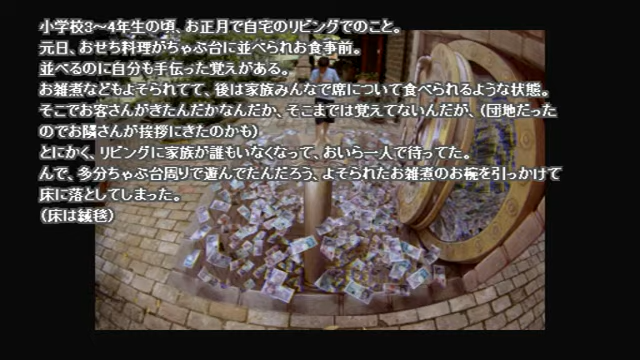 小学校3～4年生の頃、お正月で自宅のリビングでのこと。
元日、おせち料理がちゃぶ台に並べられお食事前。
並べるのに自分も手伝った覚えがある。
お雑煮などもよそられてて、後は家族みんなで席について食べられるような状態。
そこでお客さんがきたんだかなんだか、そこまでは覚えてないんだが、（団地だった
のでお隣さんが挨拶にきたのかも）
とにかく、リビングに家族が誰もいなくなって、おいら一人で待ってた。
んで、多分ちゃぶ台周りで遊んでたんだろう、よそられたお雑煮のお椀を引っかけて
床に落としてしまった。
（床は絨毯）